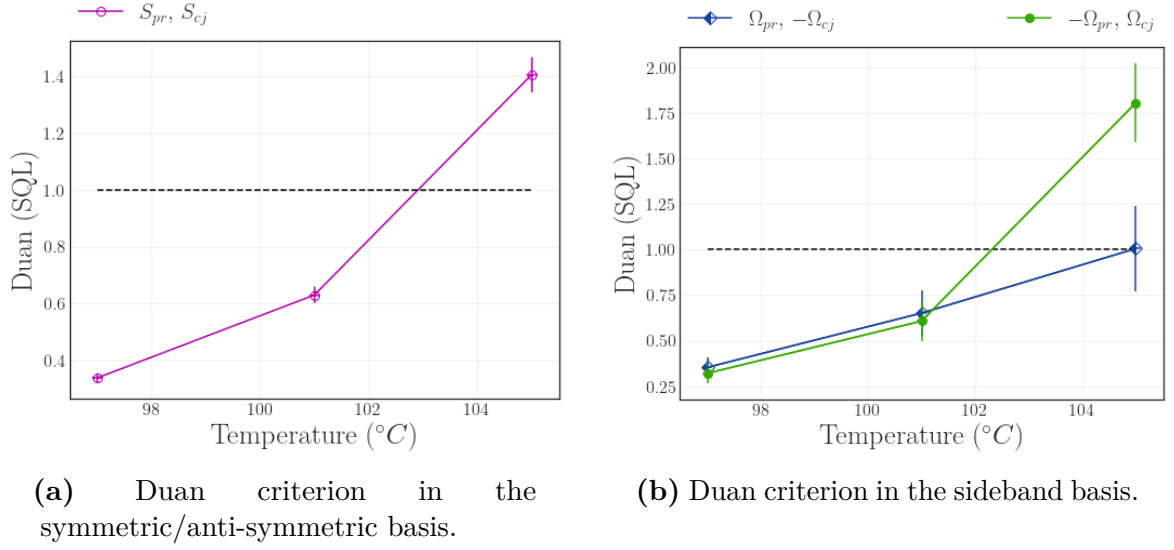 S_pr, S_cj
1.4
1.2
1.0
0.8
0.6
0.4
98
100
102
104
Duan (SQL)
Temperature (°C)
(a) Duan criterion in the
symmetric/anti-symmetric basis.
Ω_pr, −Ω_cj
−Ω_pr, Ω_cj
2.00
1.75
1.50
1.25
1.00
0.75
0.50
0.25
98
100
102
104
Duan (SQL)
Temperature (°C)
(b) Duan criterion in the sideband basis.